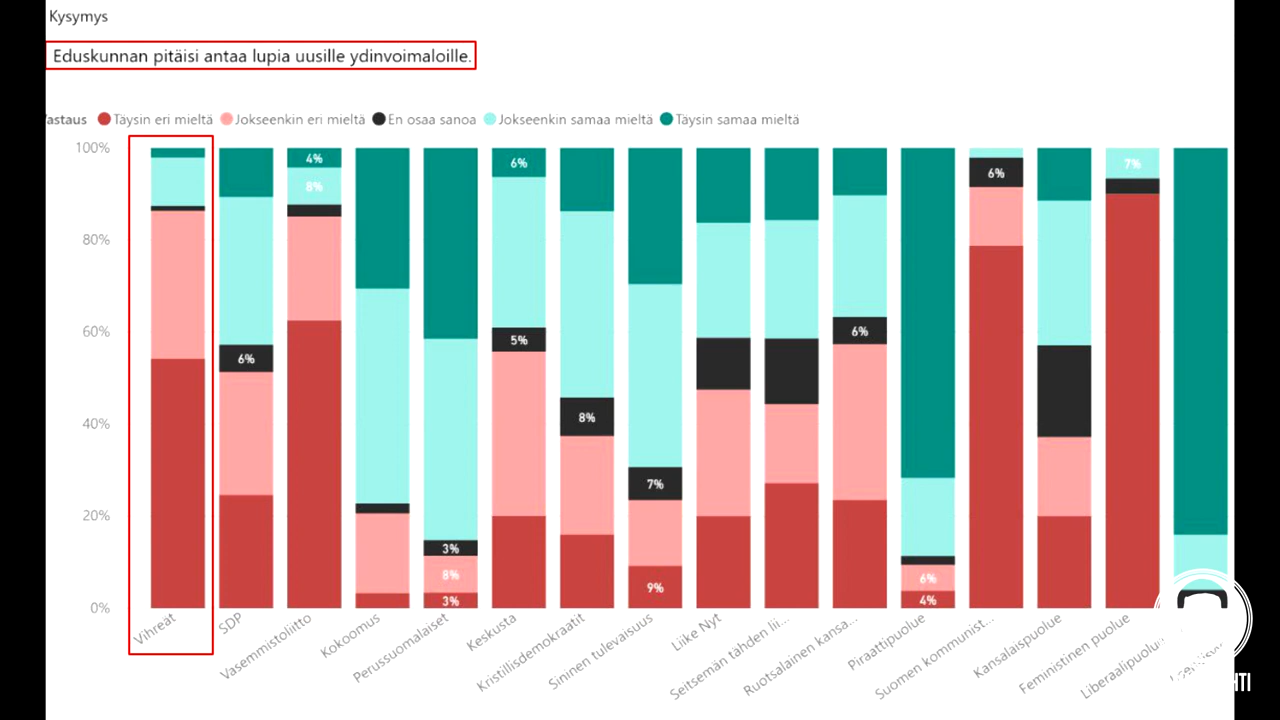 Kysymys
Eduskunnan pitäisi antaa lupia uusille ydinvoimaloille.
Täysin eri mieltä Jokseenkin eri mieltä En osaa sanoa Jokseenkin samaa mieltä Täysin samaa mieltä
100%
80%
60%
40%
20%
0%
4%
8%
6%
3%
8%
3%
6%
5%
8%
7%
9%
6%
6%
4%
6%
7%
Vihreät
SDP
Vasemmistoliitto
Kokoomus
Perussuomalaiset
Keskusta
Kristillisdemokraatit
Sininen tulevaisuus
Liike Nyt
Seitsemän tähden lii...
Ruotsalainen kansa...
Piraattipuolue
Suomen kommunist...
Kansalaispuolue
Feministinen puolue